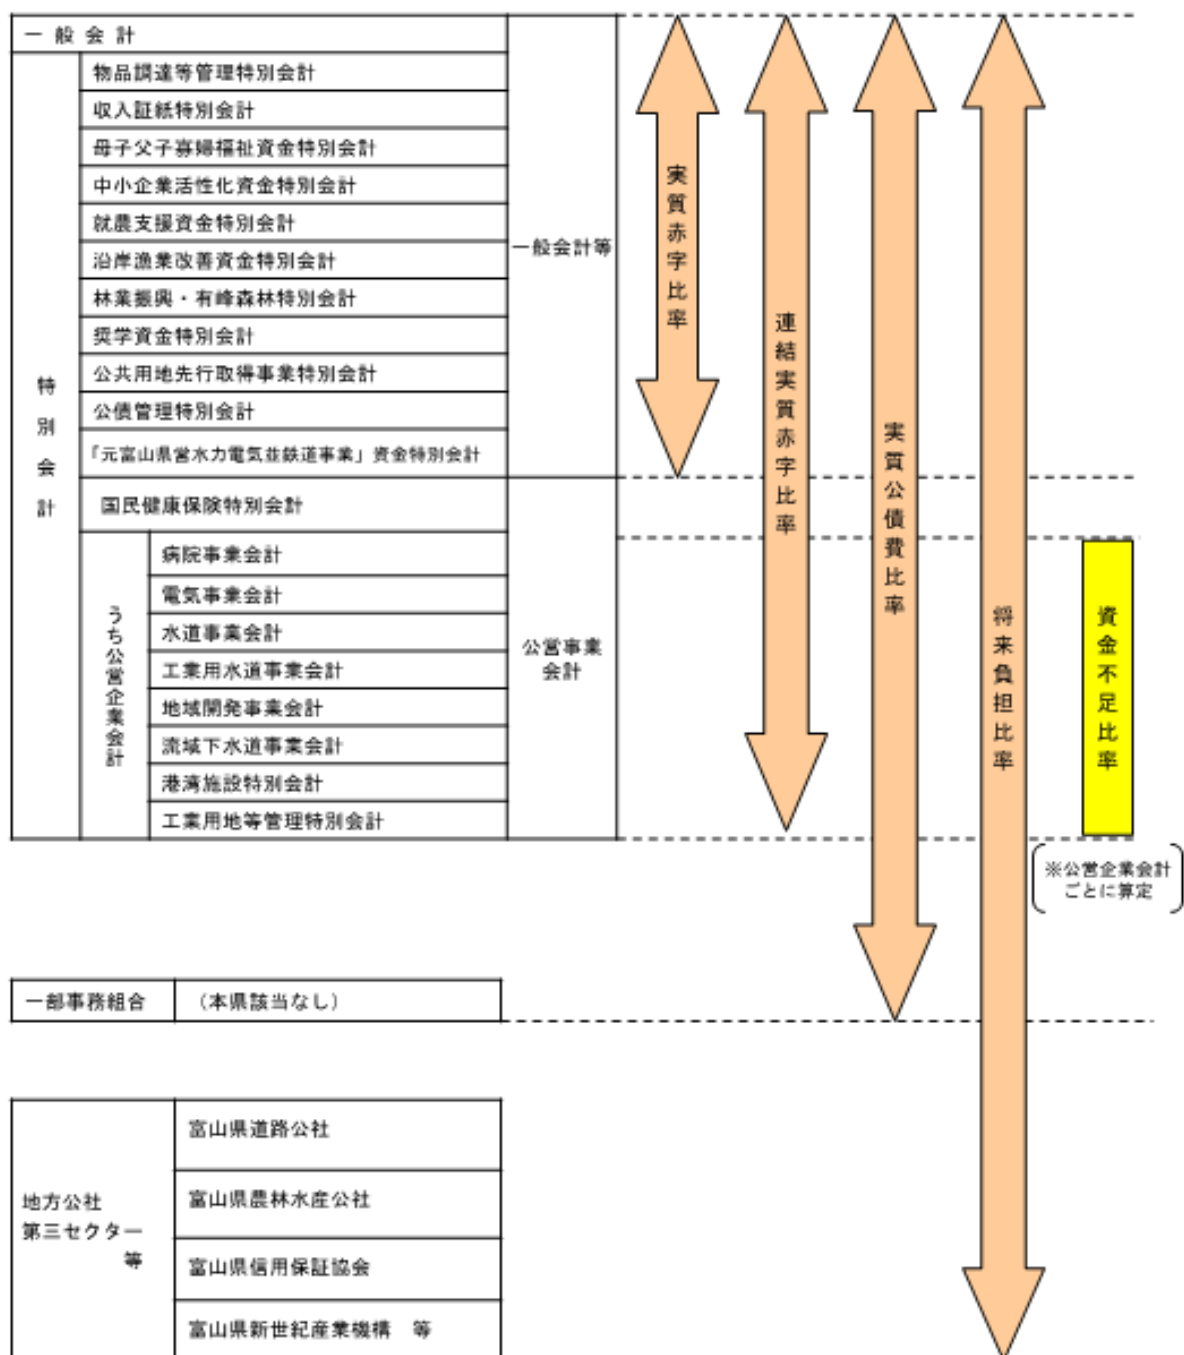 一般会計
特別会計
物品調達等管理特別会計
収入証紙特別会計
母子父子寡婦福祉資金特別会計
中小企業活性化資金特別会計
就農支援資金特別会計
沿岸漁業改善資金特別会計
林業振興・有峰森林特別会計
奨学資金特別会計
公共用地先行取得事業特別会計
公債管理特別会計
「元富山県営水力電気並鉄道事業」資金特別会計
国民健康保険特別会計
うち公営企業会計
病院事業会計
電気事業会計
水道事業会計
工業用水道事業会計
地域開発事業会計
流域下水道事業会計
港湾施設特別会計
工業用地等管理特別会計
一般会計等
公営事業
会計
実質赤字比率
連結実質赤字比率
実質公債費比率
将来負担比率
資金不足比率
※公営企業会計
ごとに算定
一部事務組合
(本県該当なし)
地方公社
第三セクター
等
富山県道路公社
富山県農林水産公社
富山県信用保証協会
富山県新世紀産業機構 等